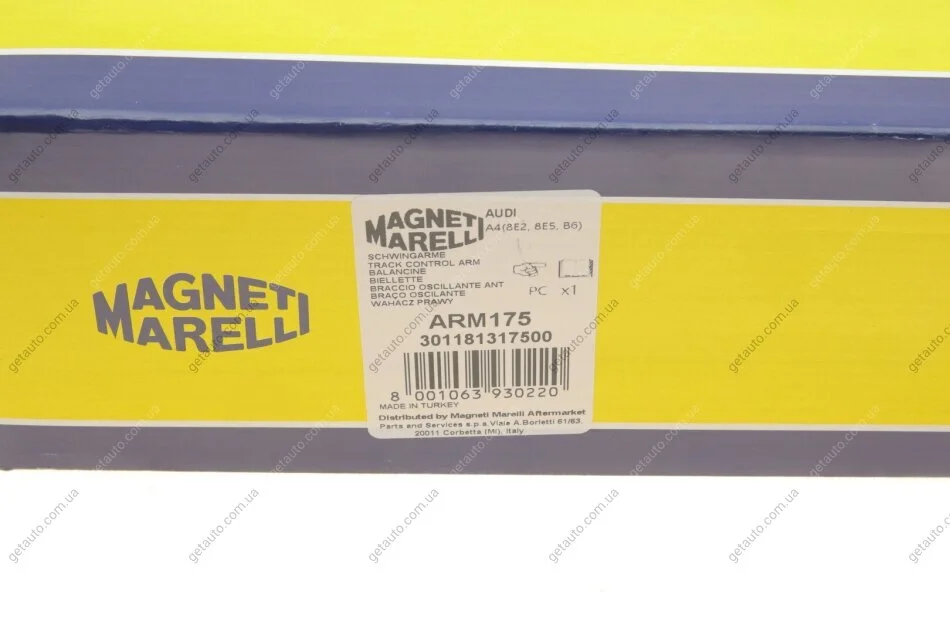 MAGNETI
MARELLI
MAGNETI
MARELLI
AUDI
A4(8E2, 8E5, B6)
SCHWINGARME
TRACK CONTROL ARM
BALANCINE
BIELLETTE
BRACCIO OSCILLANTE ANT
BRAÇO OSCILANTE
WAHACZ PRAWY
PC x1
ARM175
301181317500
8 001063 930220
MADE IN TURKEY
Distributed by Magneti Marelli Aftermarket
Parts and Services s.p.a. Viale A.Borletti 61/63
20011 Corbetta (MI), Italy
getauto.com.ua